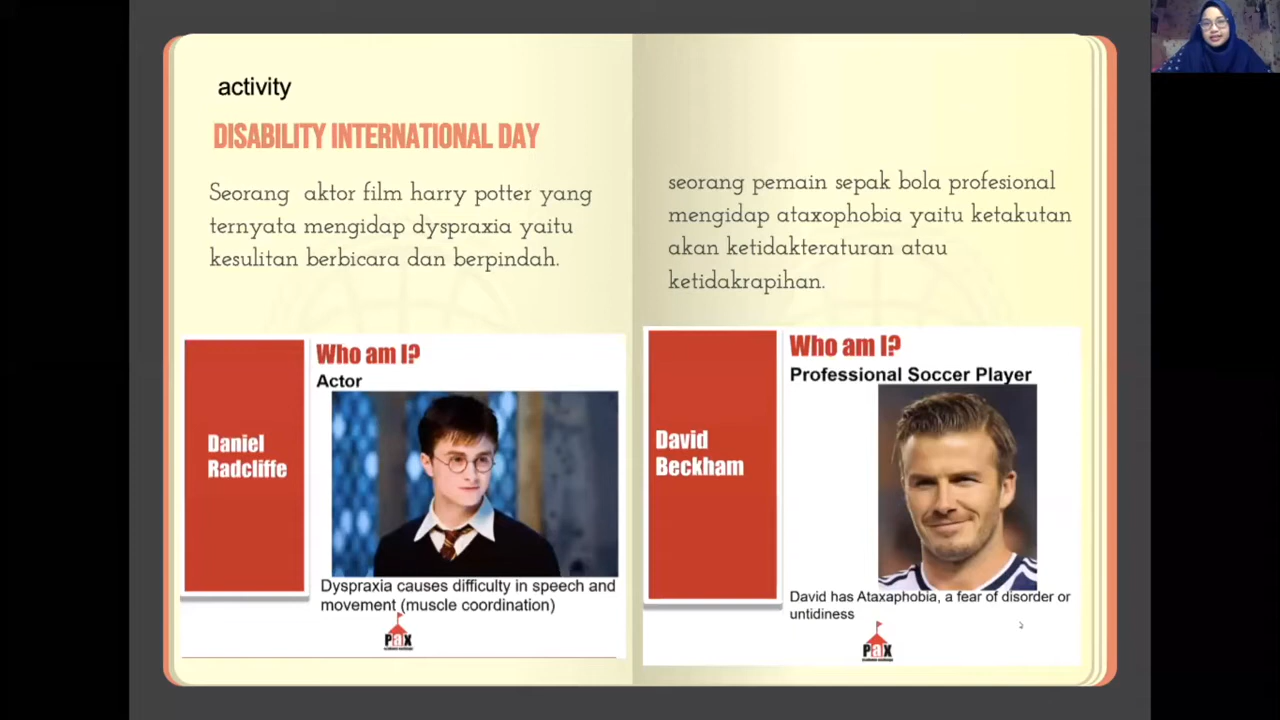 activity
DISABILITY INTERNATIONAL DAY
Seorang aktor film harry potter yang
ternyata mengidap dyspraxia yaitu
kesulitan berbicara dan berpindah.
Who am I?
Actor
Daniel
Radcliffe
Dyspraxia causes difficulty in speech and
movement (muscle coordination)
Pax
seorang pemain sepak bola profesional
mengidap ataxophobia yaitu ketakutan
akan ketidakteraturan atau
ketidakrapihan.
Who am I?
Professional Soccer Player
David
Beckham
David has Ataxaphobia, a fear of disorder or
untidiness
Pax